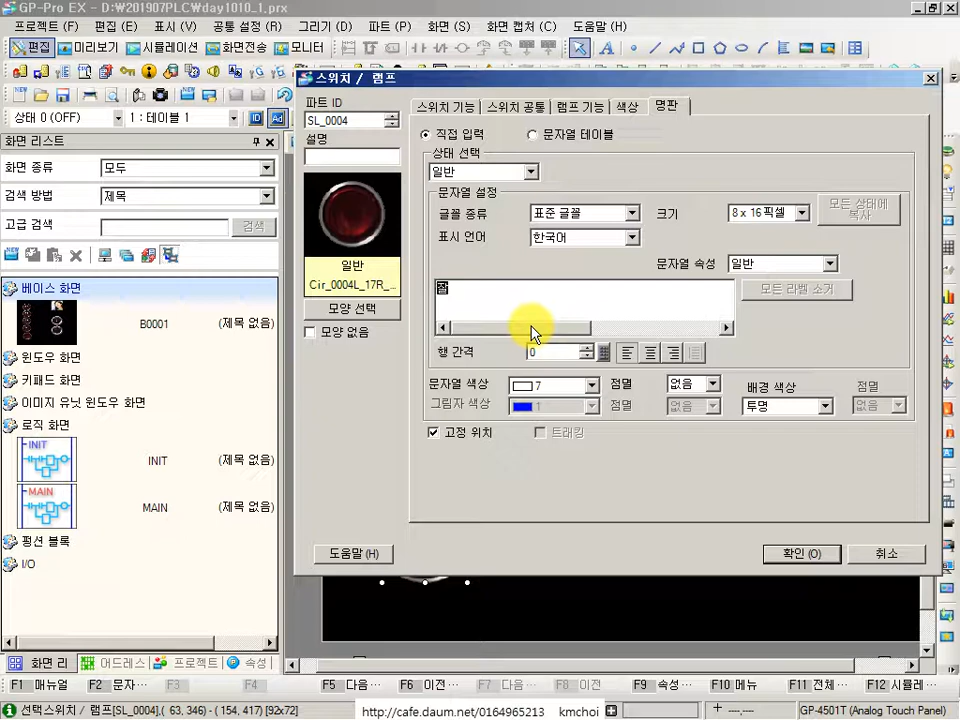 GP-Pro EX - D:\201907PLC\day1010_1.prx
프로젝트 (F) 편집 (E) 표시 (V) 공통 설정 (R) 그리기 (D) 파트 (P) 화면 (S) 화면 캡처 (C) 도움말 (H)
편집 미리보기 시뮬레이션 화면전송 모니터
상태 0 (OFF) 1 : 테이블 1 ID Ad
화면 리스트
화면 종류 모두
검색 방법 제목
고급 검색 검색
베이스 화면
B0001 (제목 없음)
윈도우 화면
키패드 화면
이미지 유닛 윈도우 화면
로직 화면
INIT INIT (제목 없음)
MAIN MAIN (제목 없음)
펑션 블록
I/O
화면 리 어드레스 프로젝트 속성
스위치 / 램프
파트 ID
SL_0004
설명
일반
Cir_0004L_17R_...
모양 선택
모양 없음
도움말 (H)
스위치 기능 스위치 공통 램프 기능 색상 명판
직접 입력 문자열 테이블
상태 선택
일반
문자열 설정
글꼴 종류 표준 글꼴 크기 8 x 16 픽셀 모든 상태에 복사
표시 언어 한국어
문자열 속성 일반
모든 라벨 소거
행 간격 0
문자열 색상 7 점멸 없음 배경 색상 점멸
그림자 색상 1 점멸 없음 투명 없음
고정 위치 트래킹
확인 (O) 취소
F1 매뉴얼 F2 문자… F3 F4 F5 다음… F6 이전… F7 다음… F8 이전 F9 속성… F10 메뉴 F11 전체… F12 시뮬레…
선택스위치 / 램프[SL_0004],( 63, 346) - ( 154, 417) [92x72] http://cafe.daum.net/0164965213 kmchoi ---,--- GP-4501T (Analog Touch Panel)